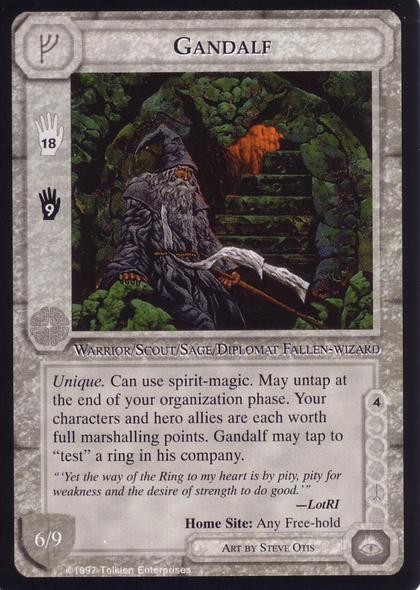 GANDALF
18
9
WARRIOR/SCOUT/SAGE/DIPLOMAT FALLEN-WIZARD
Unique. Can use spirit-magic. May untap at
the end of your organization phase. Your
characters and hero allies are each worth
full marshalling points. Gandalf may tap to
“test” a ring in his company.
4
“‘Yet the way of the Ring to my heart is by pity, pity for
weakness and the desire of strength to do good.’”
—LotRI
Home Site: Any Free-hold
6/9
ART BY STEVE OTIS
©1997 Tolkien Enterprises